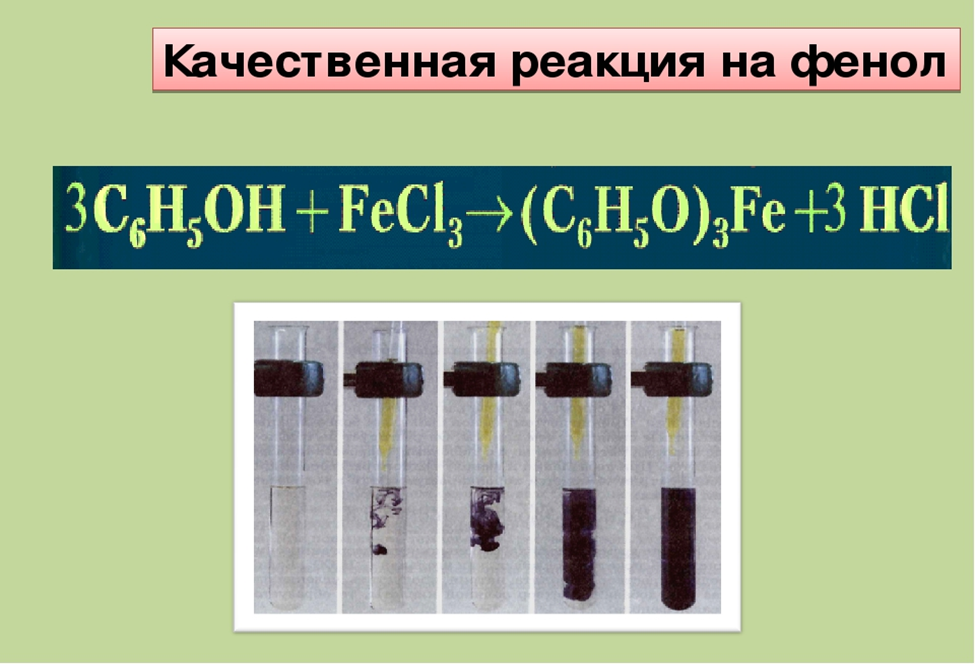 Качественная реакция на фенол
3C₆H₅OH + FeCl₃→(C₆H₅O)₃Fe +3 HCl